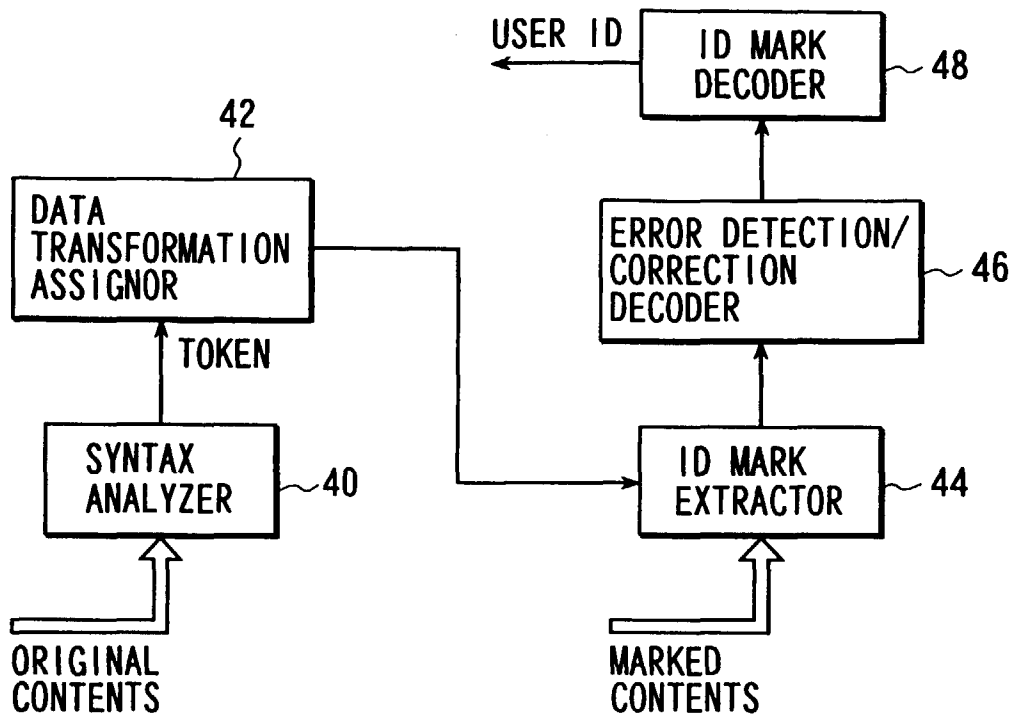 USER ID
ID MARK
DECODER
48
42
DATA
TRANSFORMATION
ASSIGNOR
ERROR DETECTION/
CORRECTION
DECODER
46
TOKEN
SYNTAX
ANALYZER
40
ID MARK
EXTRACTOR
44
ORIGINAL
CONTENTS
MARKED
CONTENTS